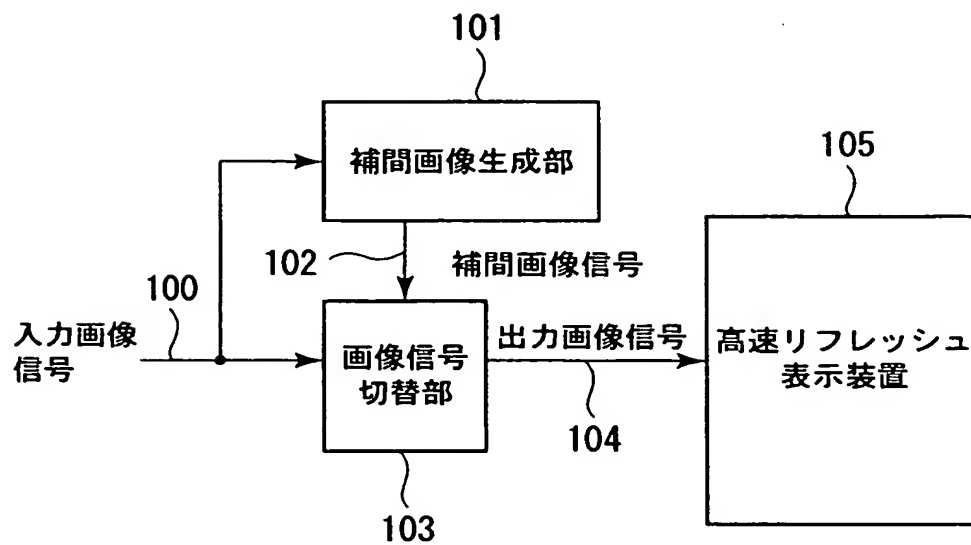 101
補間画像生成部
105
102
補間画像信号
100
入力画像
信号
画像信号
切替部
出力画像信号
高速リフレッシュ
表示装置
104
103